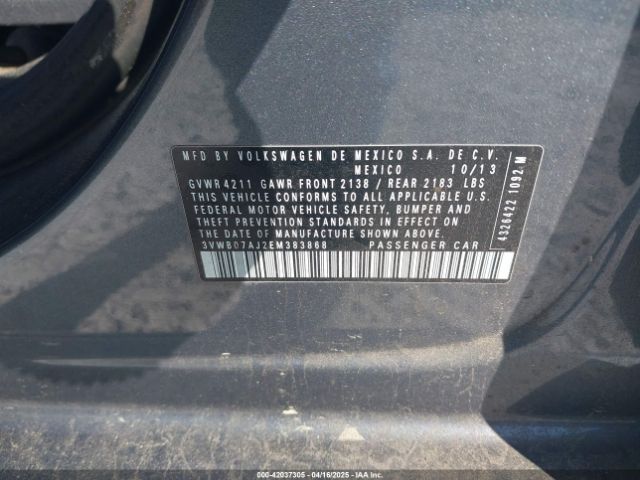 MFD BY VOLKSWAGEN DE MEXICO S.A. DE C.V.
MEXICO 10/13
GVWR 4211 GAWR FRONT 2138 / REAR 2183 LBS
THIS VEHICLE CONFORMS TO ALL APPLICABLE U.S.
FEDERAL MOTOR VEHICLE SAFETY, BUMPER AND
THEFT PREVENTION STANDARDS IN EFFECT ON
THE DATE OF MANUFACTURE SHOWN ABOVE.
3VWB07AJ2EM383868 PASSENGER CAR
4326422 1092.M
000-42037305 - 04/16/2025 - IAAI.COM